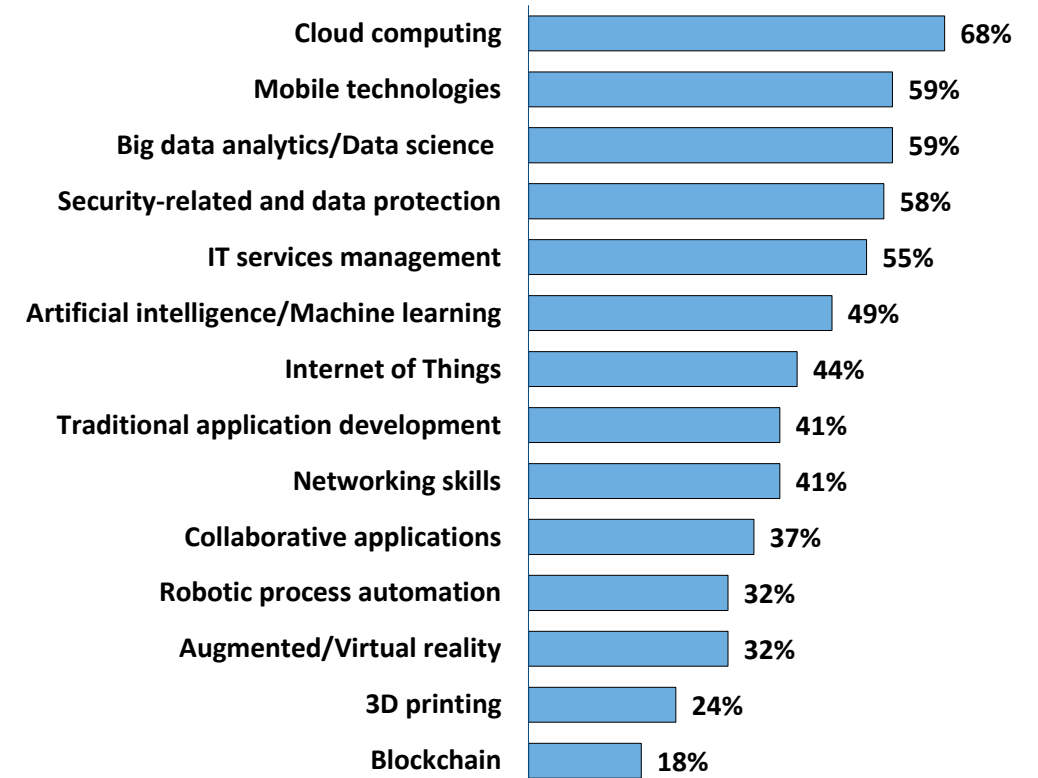 Cloud computing 68%
Mobile technologies 59%
Big data analytics/Data science 59%
Security-related and data protection 58%
IT services management 55%
Artificial intelligence/Machine learning 49%
Internet of Things 44%
Traditional application development 41%
Networking skills 41%
Collaborative applications 37%
Robotic process automation 32%
Augmented/Virtual reality 32%
3D printing 24%
Blockchain 18%